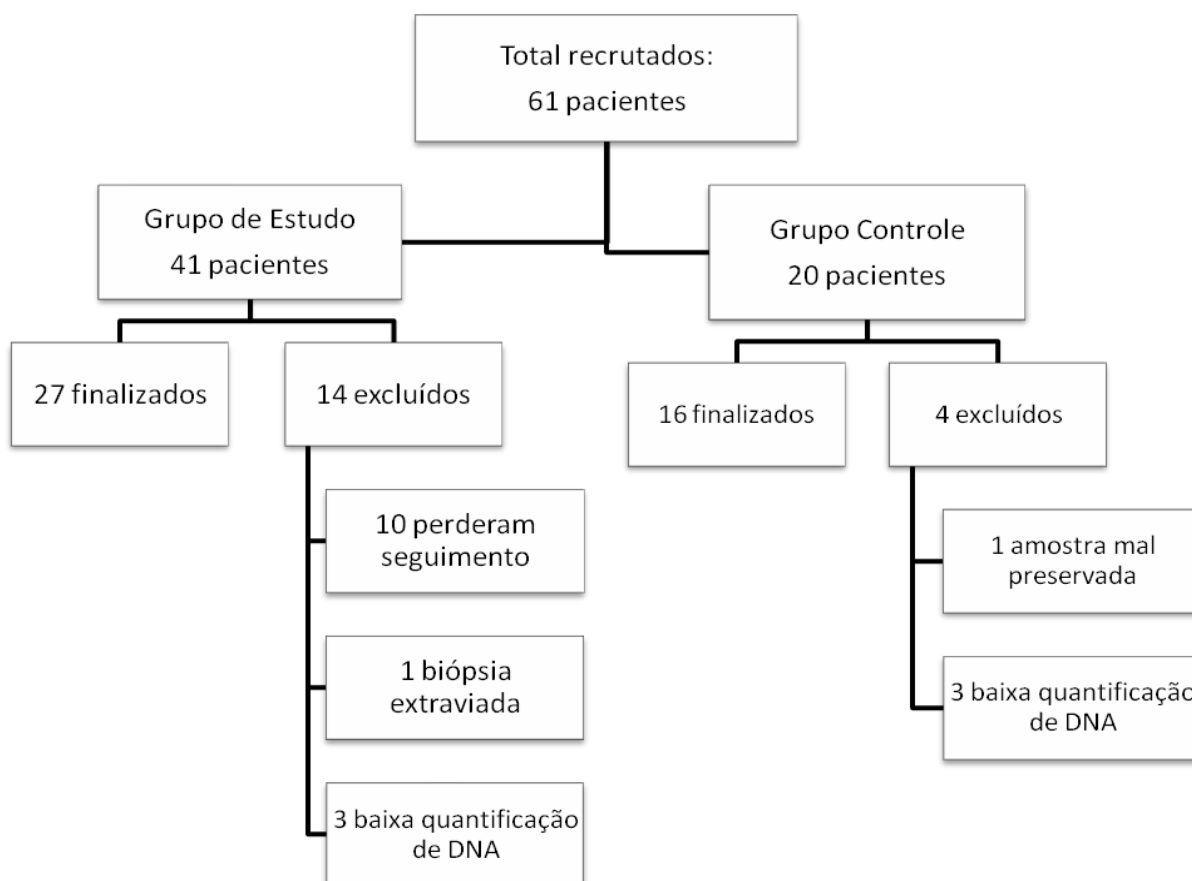 Total recrutados:
61 pacientes
Grupo de Estudo
41 pacientes
Grupo Controle
20 pacientes
27 finalizados
14 excluídos
16 finalizados
4 excluídos
10 perderam
seguimento
1 biópsia
extraviada
3 baixa quantificação
de DNA
1 amostra mal
preservada
3 baixa quantificação
de DNA